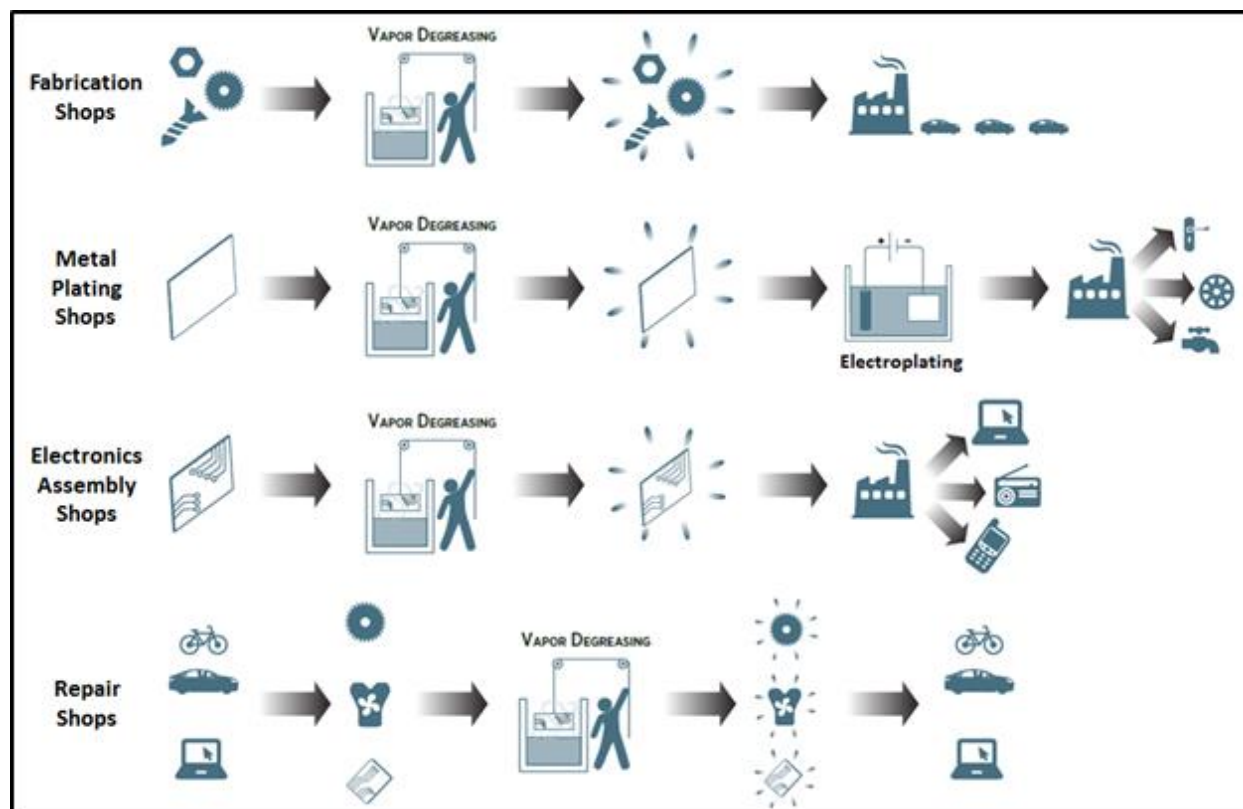 VAPOR DEGREASING
Fabrication
Shops
VAPOR DEGREASING
Metal
Plating
Shops
Electroplating
VAPOR DEGREASING
Electronics
Assembly
Shops
VAPOR DEGREASING
Repair
Shops